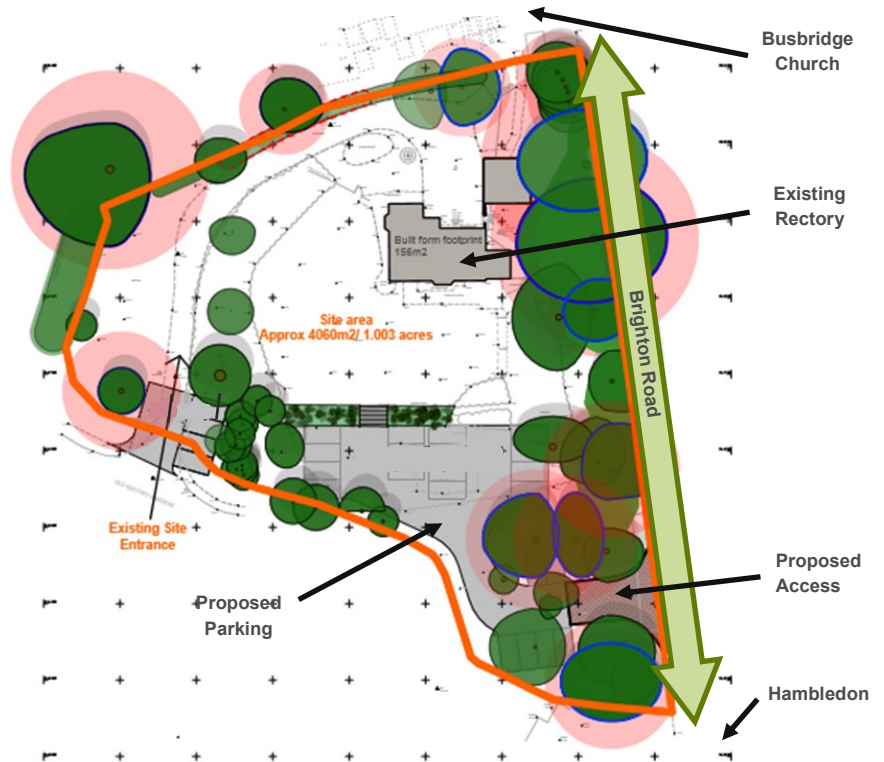 Busbridge
Church
Existing
Rectory
Built form footprint
156m2
Site area
Approx 4060m2/ 1.003 acres
Brighton Road
Existing Site
Entrance
Proposed
Parking
Proposed
Access
Hambledon